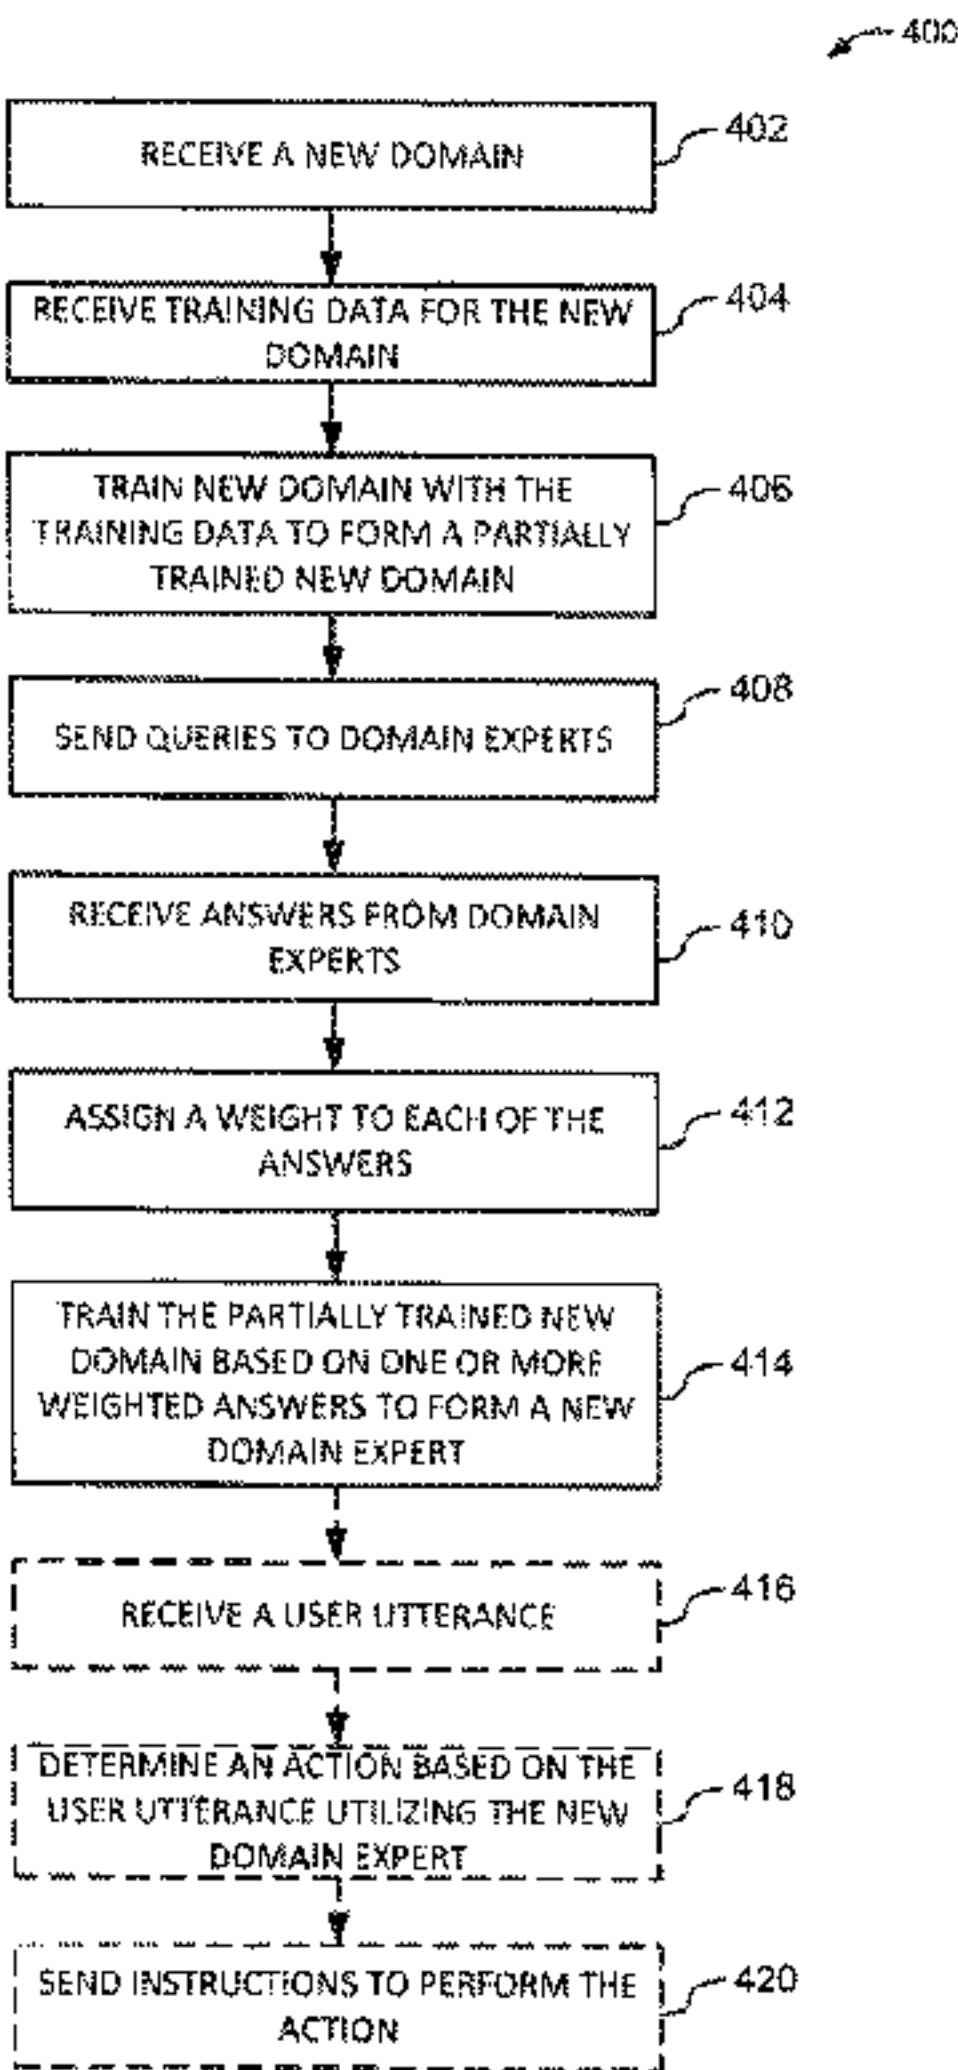 400
RECEIVE A NEW DOMAIN
402
RECEIVE TRAINING DATA FOR THE NEW
DOMAIN
404
TRAIN NEW DOMAIN WITH THE
TRAINING DATA TO FORM A PARTIALLY
TRAINED NEW DOMAIN
406
SEND QUERIES TO DOMAIN EXPERTS
408
RECEIVE ANSWERS FROM DOMAIN
EXPERTS
410
ASSIGN A WEIGHT TO EACH OF THE
ANSWERS
412
TRAIN THE PARTIALLY TRAINED NEW
DOMAIN BASED ON ONE OR MORE
WEIGHTED ANSWERS TO FORM A NEW
DOMAIN EXPERT
414
RECEIVE A USER UTTERANCE
416
DETERMINE AN ACTION BASED ON THE
USER UTTERANCE UTILIZING THE NEW
DOMAIN EXPERT
418
SEND INSTRUCTIONS TO PERFORM THE
ACTION
420